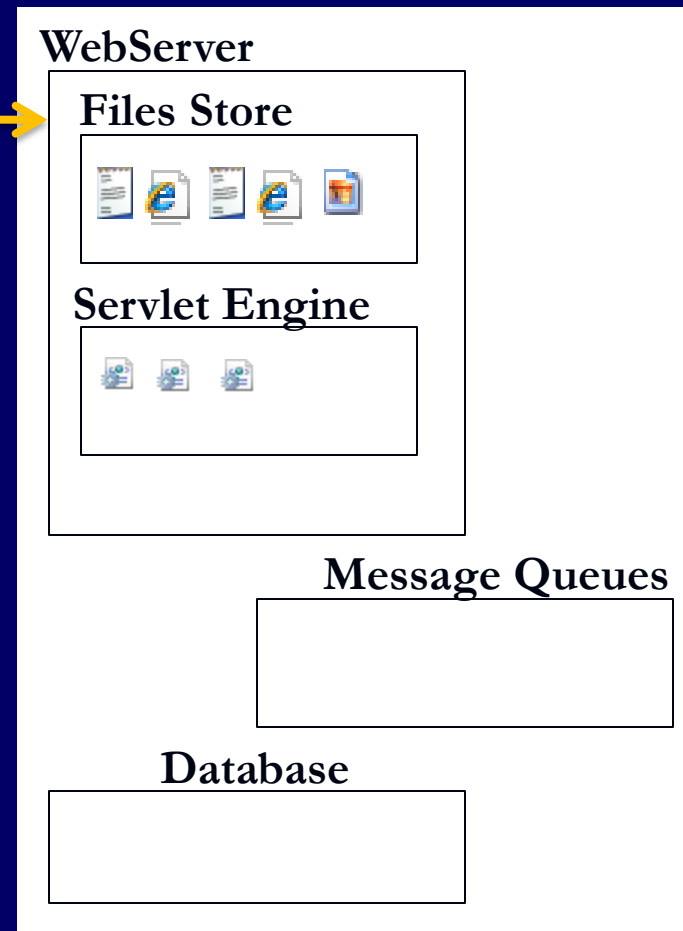 WebServer
Files Store
Servlet Engine
Message Queues
Database